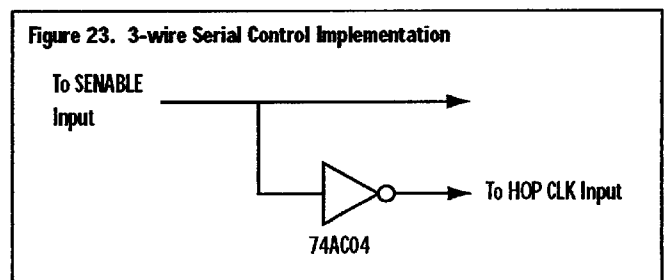 Figure 23. 3-wire Serial Control Implementation
To SENABLE
Input
To HOP CLK Input
74AC04